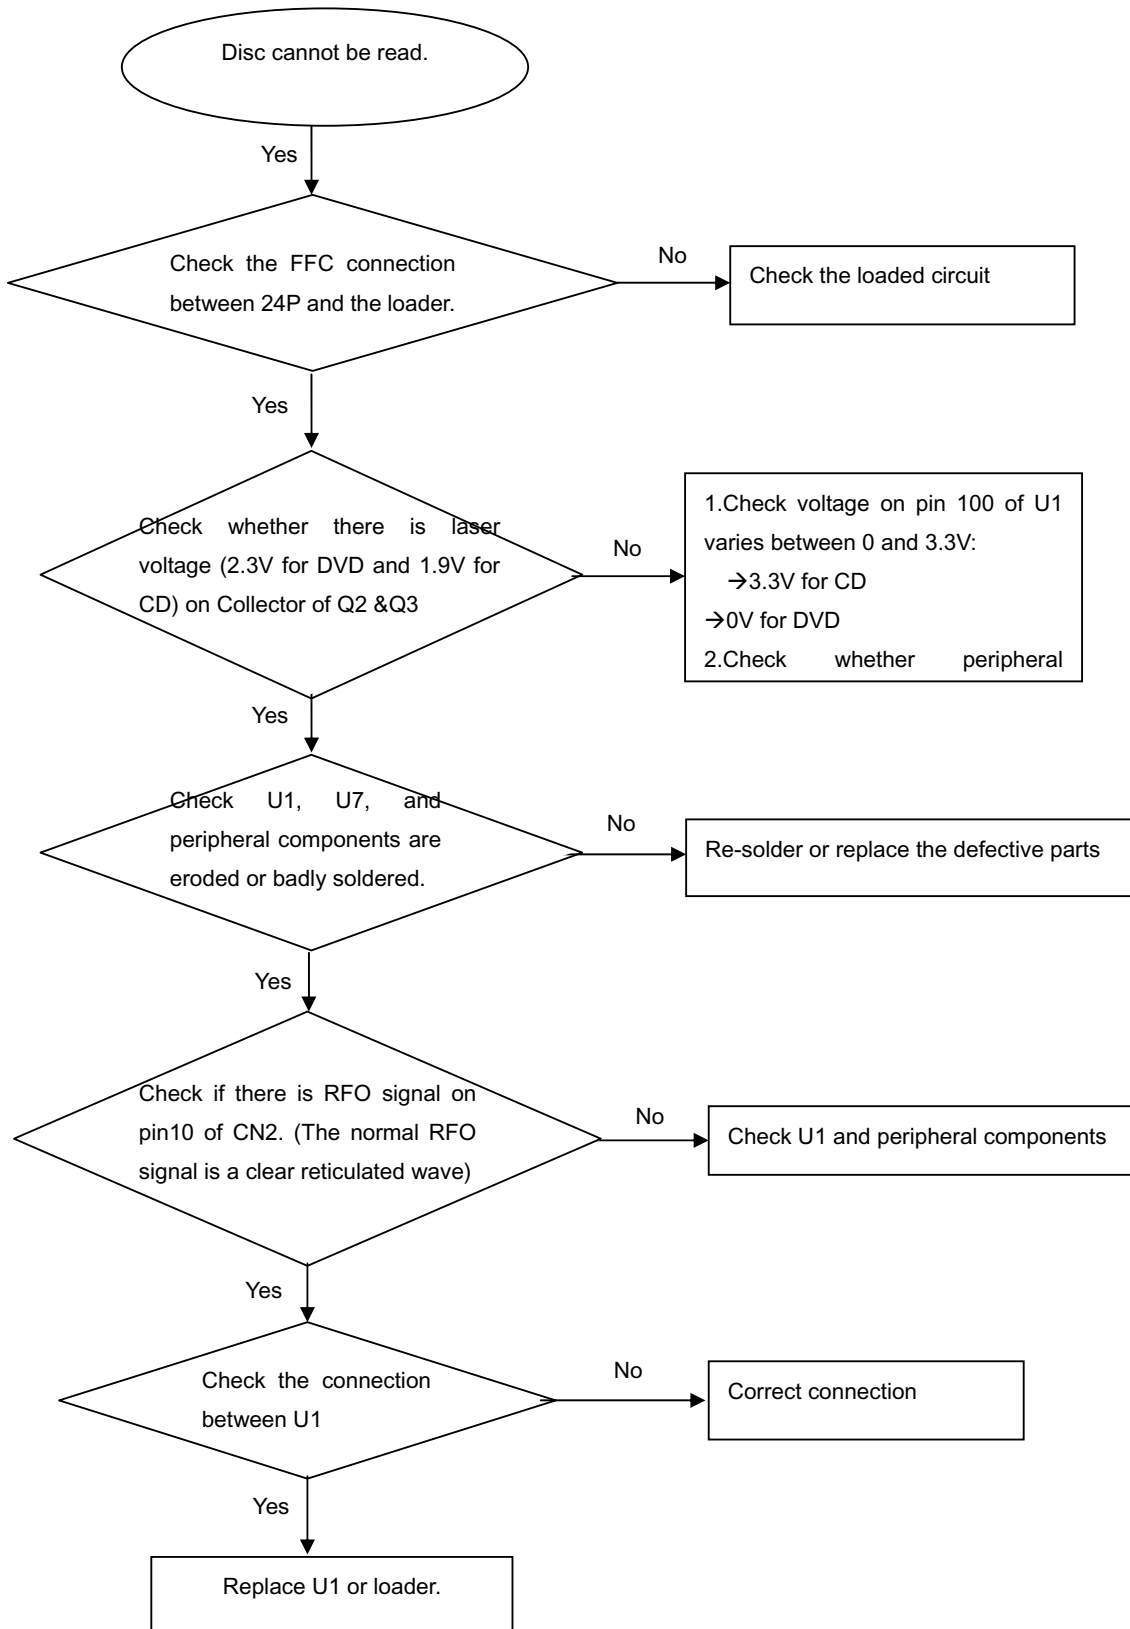 Disc cannot be read.
Yes
Check the FFC connection
between 24P and the loader.
No
Check the loaded circuit
Yes
Check whether there is laser
voltage (2.3V for DVD and 1.9V for
CD) on Collector of Q2 &Q3
No
1.Check voltage on pin 100 of U1
varies between 0 and 3.3V:
→3.3V for CD
→0V for DVD
2.Check whether peripheral
Yes
Check U1, U7, and
peripheral components are
eroded or badly soldered.
No
Re-solder or replace the defective parts
Yes
Check if there is RFO signal on
pin10 of CN2. (The normal RFO
signal is a clear reticulated wave)
No
Check U1 and peripheral components
Yes
Check the connection
between U1
No
Correct connection
Yes
Replace U1 or loader.